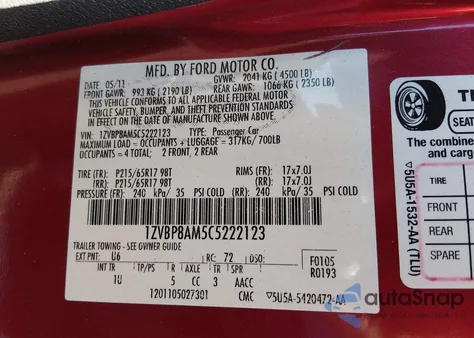 MFD. BY FORD MOTOR CO.
DATE 05/11 GVWR: 2041 KG ( 4500 LB)
FRONT GAWR: 993 KG ( 2190 LB) REAR GAWR: 1066 KG ( 2350 LB)
THIS VEHICLE CONFORMS TO ALL APPLICABLE FEDERAL MOTOR
VEHICLE SAFETY, BUMPER, AND THEFT PREVENTION STANDARDS
IN EFFECT ON THE DATE OF MANUFACTURE SHOWN ABOVE.
VIN: 1ZVBP8AM5C5222123 TYPE: Passenger Car
MAXIMUM LOAD = OCCUPANTS + LUGGAGE = 317KG/ 700LB
OCCUPANTS = 4 TOTAL; 2 FRONT, 2 REAR
TIRE (FR): P215/65R17 98T RIMS (FR): 17x7.0J
(RR): P215/65R17 98T (RR): 17x7.0J
PRESSURE (FR): 240 kPa/ 35 PSI COLD (RR): 240 kPa/ 35 PSI COLD
1ZVBP8AM5C5222123
TRAILER TOWING - SEE OWNER GUIDE
EXT PNT: U6 RC: 72 DSO: F0105
INT TR TP/PS R AXLE TR SPR R0193
1U 5 CC 3 AACC
1201105027301 CMC ▽5U5A-5420472-AA
SEAT
The combine
and carg
TIRE
FRONT
REAR
SPARE
5U5A-1532-AA (TLU)
autoSnap